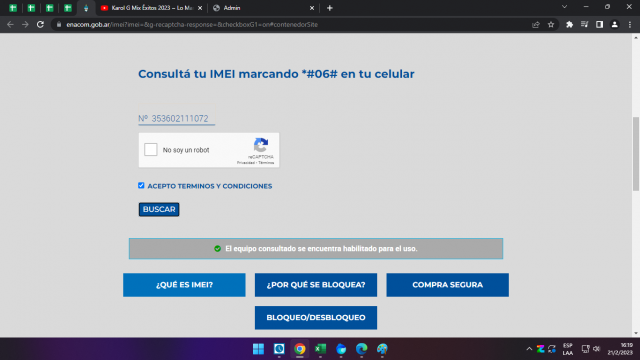 Karol G Mix Éxitos 2023 ~ Lo Me
Admin
enacom.gob.ar/imei?imei=&g-recaptcha-response=&checkboxG1=on#contenedorSite
Consultá tu IMEI marcando *#06# en tu celular
Nº 353602111072
No soy un robot
reCAPTCHA
Privacidad - Términos
ACEPTO TERMINOS Y CONDICIONES
BUSCAR
El equipo consultado se encuentra habilitado para el uso.
¿QUÉ ES IMEI?
¿POR QUÉ SE BLOQUEA?
COMPRA SEGURA
BLOQUEO/DESBLOQUEO
ESP
LAA
16:19
21/2/2023